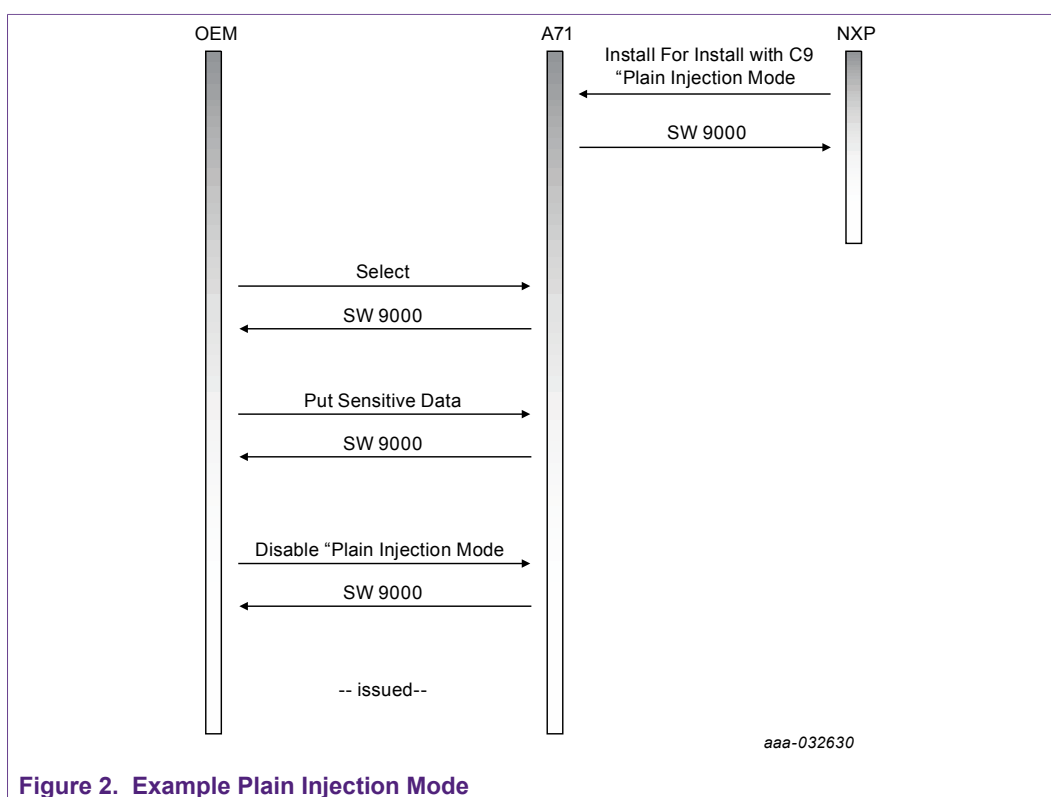 OEM
A71
NXP
Install For Install with C9
“Plain Injection Mode
SW 9000
Select
SW 9000
Put Sensitive Data
SW 9000
Disable “Plain Injection Mode
SW 9000
-- issued--
aaa-032630
Figure 2. Example Plain Injection Mode